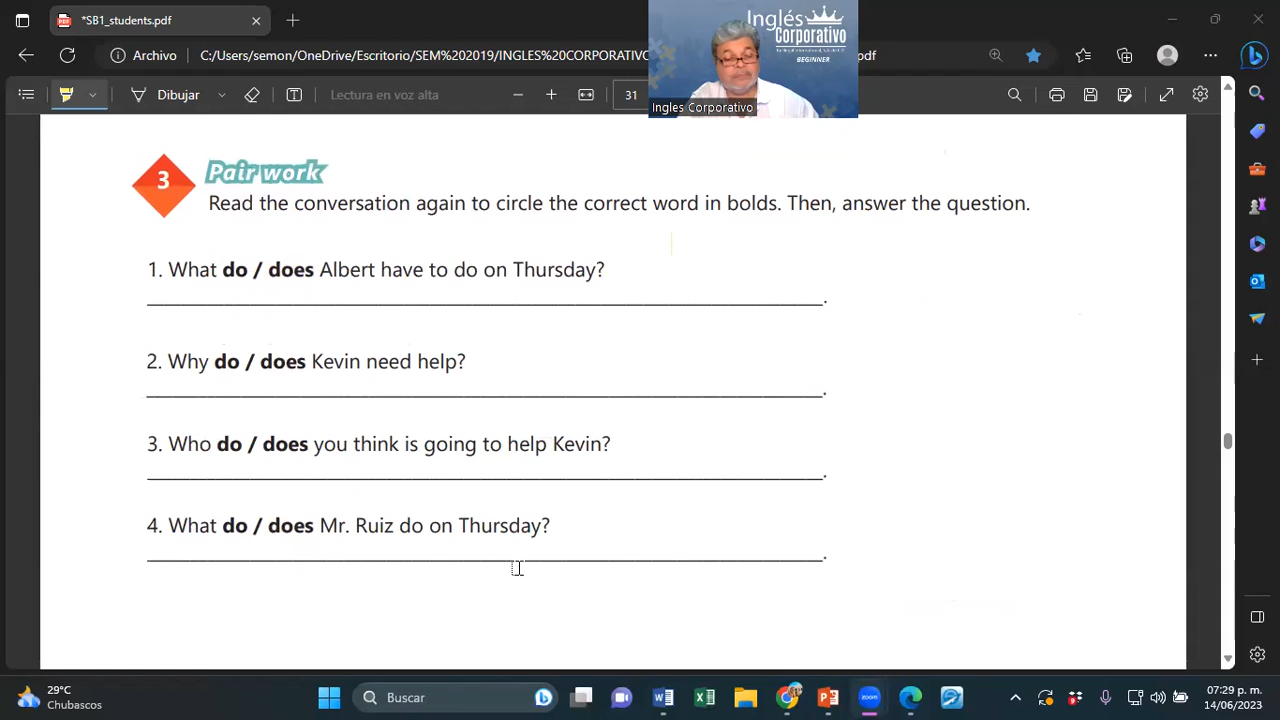 *SB1_students.pdf
Archivo
C:/Users/senon/OneDrive/Escritorio/SEM%202019/INGLES%20CORPORATIVO
pdf
Dibujar
Lectura en voz alta
31
Inglés
Corporativo
BEGINNER
Ingles Corporativo
3
Pair work
Read the conversation again to circle the correct word in bolds. Then, answer the question.
1. What do / does Albert have to do on Thursday?
2. Why do / does Kevin need help?
3. Who do / does you think is going to help Kevin?
4. What do / does Mr. Ruiz do on Thursday?
29°C
Chubascos
Buscar
zoom
07:29 p. m.
14/06/2023